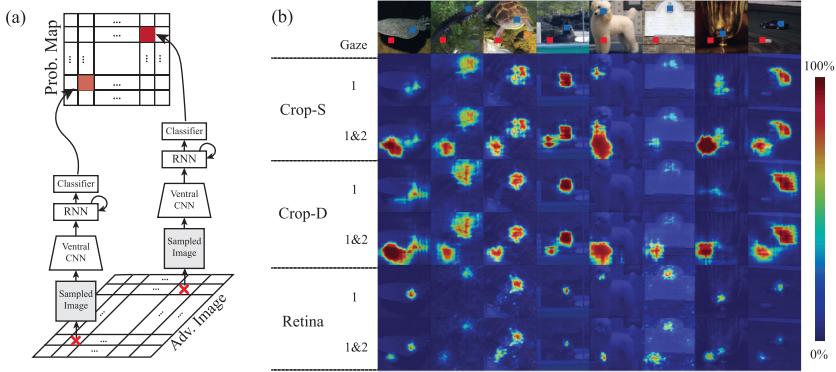 (a)
Prob. Map
...
...
...
...
...
...
Classifier
RNN
Ventral
CNN
Sampled
Image
Classifier
RNN
Ventral
CNN
Sampled
Image
...
...
...
...
...
...
Adv. Image
(b)
Gaze
Crop-S
1
1&2
Crop-D
1
1&2
Retina
1
1&2
100%
0%